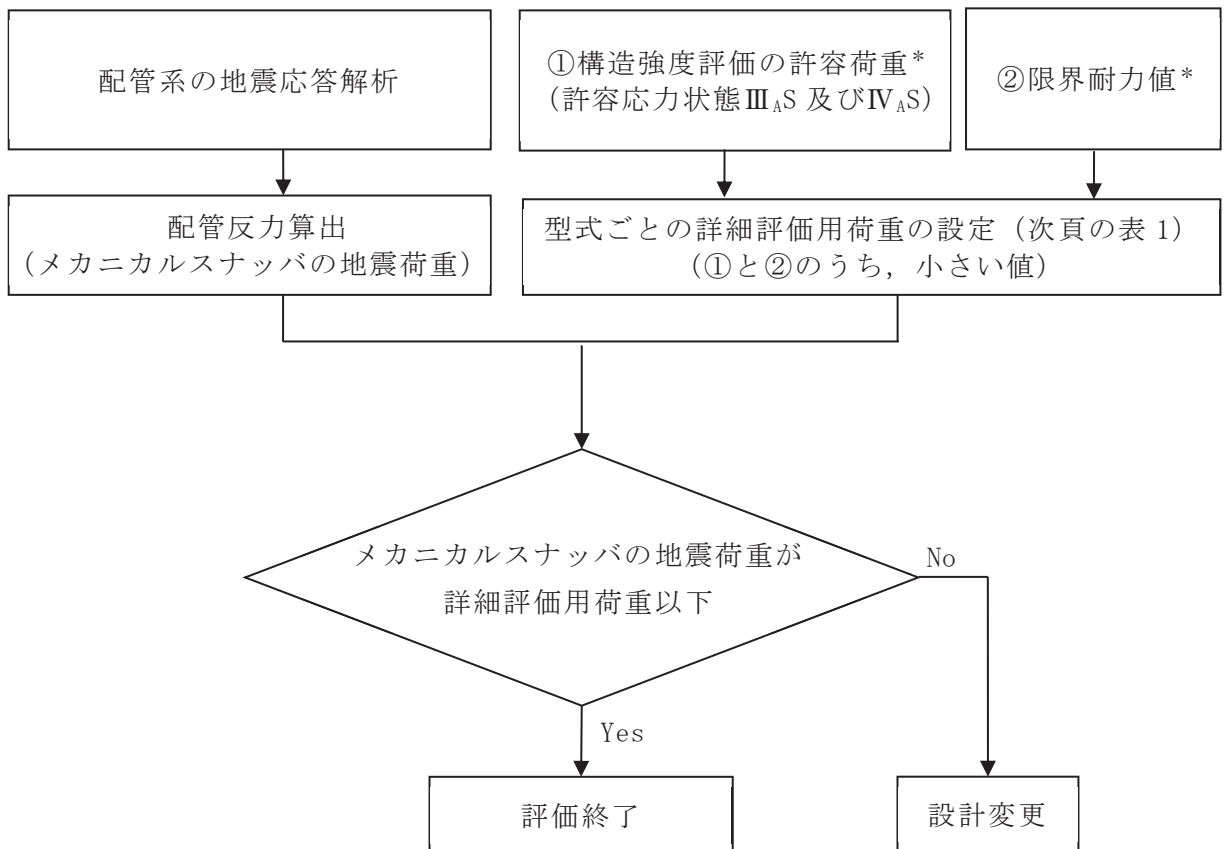 配管系の地震応答解析
①構造強度評価の許容荷重*
(許容応力状態ⅢAS 及びⅣAS)
②限界耐力値*
配管反力算出
(メカニカルスナッバの地震荷重)
型式ごとの詳細評価用荷重の設定(次頁の表 1)
(①と②のうち,小さい値)
メカニカルスナッバの地震荷重が
詳細評価用荷重以下
No
Yes
評価終了
設計変更